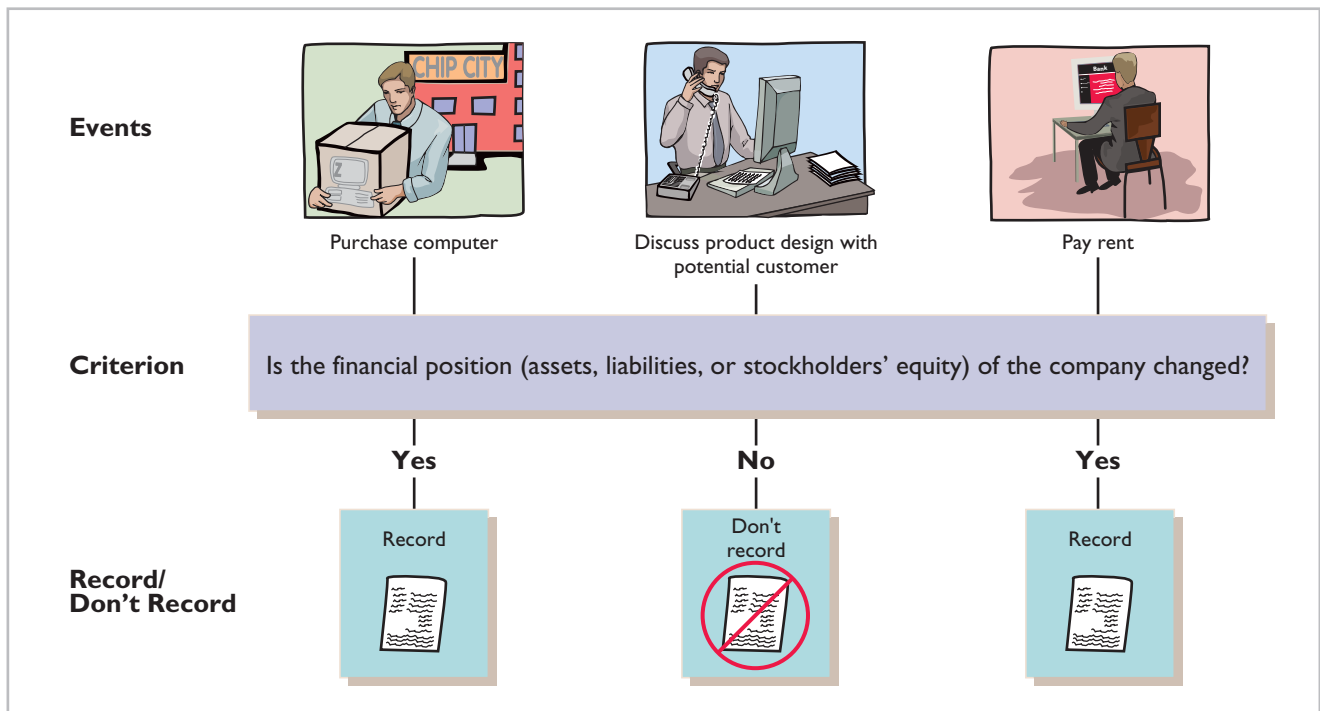 CHIP CITY
Z
Bank
Events
Purchase computer
Discuss product design with
potential customer
Pay rent
Criterion
Is the financial position (assets, liabilities, or stockholders’ equity) of the company changed?
Yes
No
Yes
Record/
Don’t Record
Record
Don't
record
Record